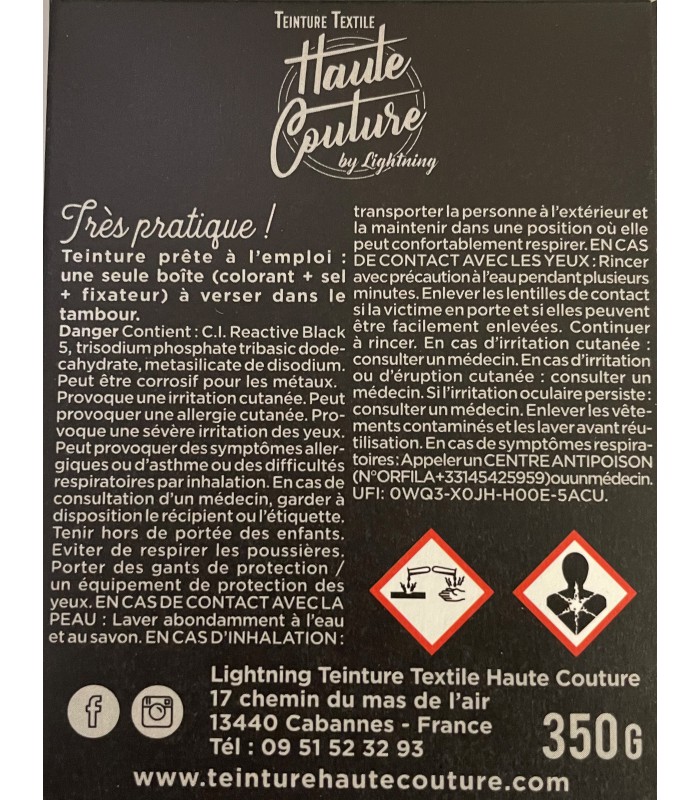 TEINTURE TEXTILE
Haute
Couture
by Lightning
Très pratique !
Teinture prête à l'emploi :
une seule boîte (colorant + sel
+ fixateur) à verser dans le
tambour.
Danger Contient : C.I. Reactive Black
5, trisodium phosphate tribasic dode-
cahydrate, metasilicate de disodium.
Peut être corrosif pour les métaux.
Provoque une irritation cutanée. Peut
provoquer une allergie cutanée. Pro-
voque une sévère irritation des yeux.
Peut provoquer des symptômes aller-
giques ou d'asthme ou des difficultés
respiratoires par inhalation. En cas de
consultation d'un médecin, garder à
disposition le récipient ou l'étiquette.
Tenir hors de portée des enfants.
Eviter de respirer les poussières.
Porter des gants de protection /
un équipement de protection des
yeux. EN CAS DE CONTACT AVEC LA
PEAU : Laver abondamment à l'eau
et au savon. EN CAS D'INHALATION :
transporter la personne à l'extérieur et
la maintenir dans une position où elle
peut confortablement respirer. EN CAS
DE CONTACT AVEC LES YEUX : Rincer
avec précaution à l'eau pendant plusieurs
minutes. Enlever les lentilles de contact
si la victime en porte et si elles peuvent
être facilement enlevées. Continuer
à rincer. En cas d'irritation cutanée :
consulter un médecin. En cas d'irritation
ou d'éruption cutanée : consulter un
médecin. Si l'irritation oculaire persiste :
consulter un médecin. Enlever les vête-
ments contaminés et les laver avant réu-
tilisation. En cas de symptômes respira-
toires : Appeler un CENTRE ANTIPOISON
(N°ORFILA+33145425959)ou un médecin.
UFI: 0WQ3-X0JH-H00E-5ACU.
Lightning Teinture Textile Haute Couture
17 chemin du mas de l'air
13440 Cabannes - France
Tél : 09 51 52 32 93
350G
www.teinturehautecouture.com